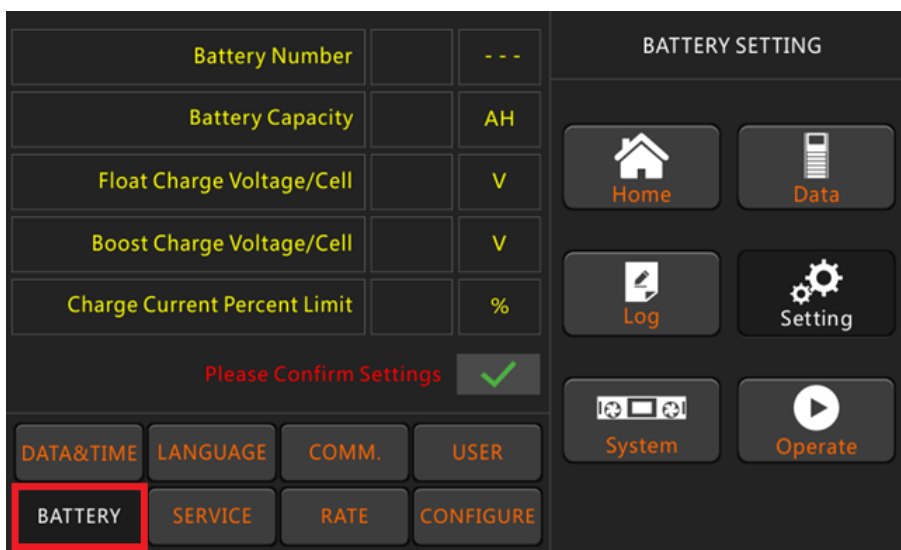 Battery Number - - -
Battery Capacity AH
Float Charge Voltage/Cell V
Boost Charge Voltage/Cell V
Charge Current Percent Limit %
Please Confirm Settings
DATA&TIME LANGUAGE COMM. USER
BATTERY SERVICE RATE CONFIGURE
BATTERY SETTING
Home Data
Log Setting
System Operate